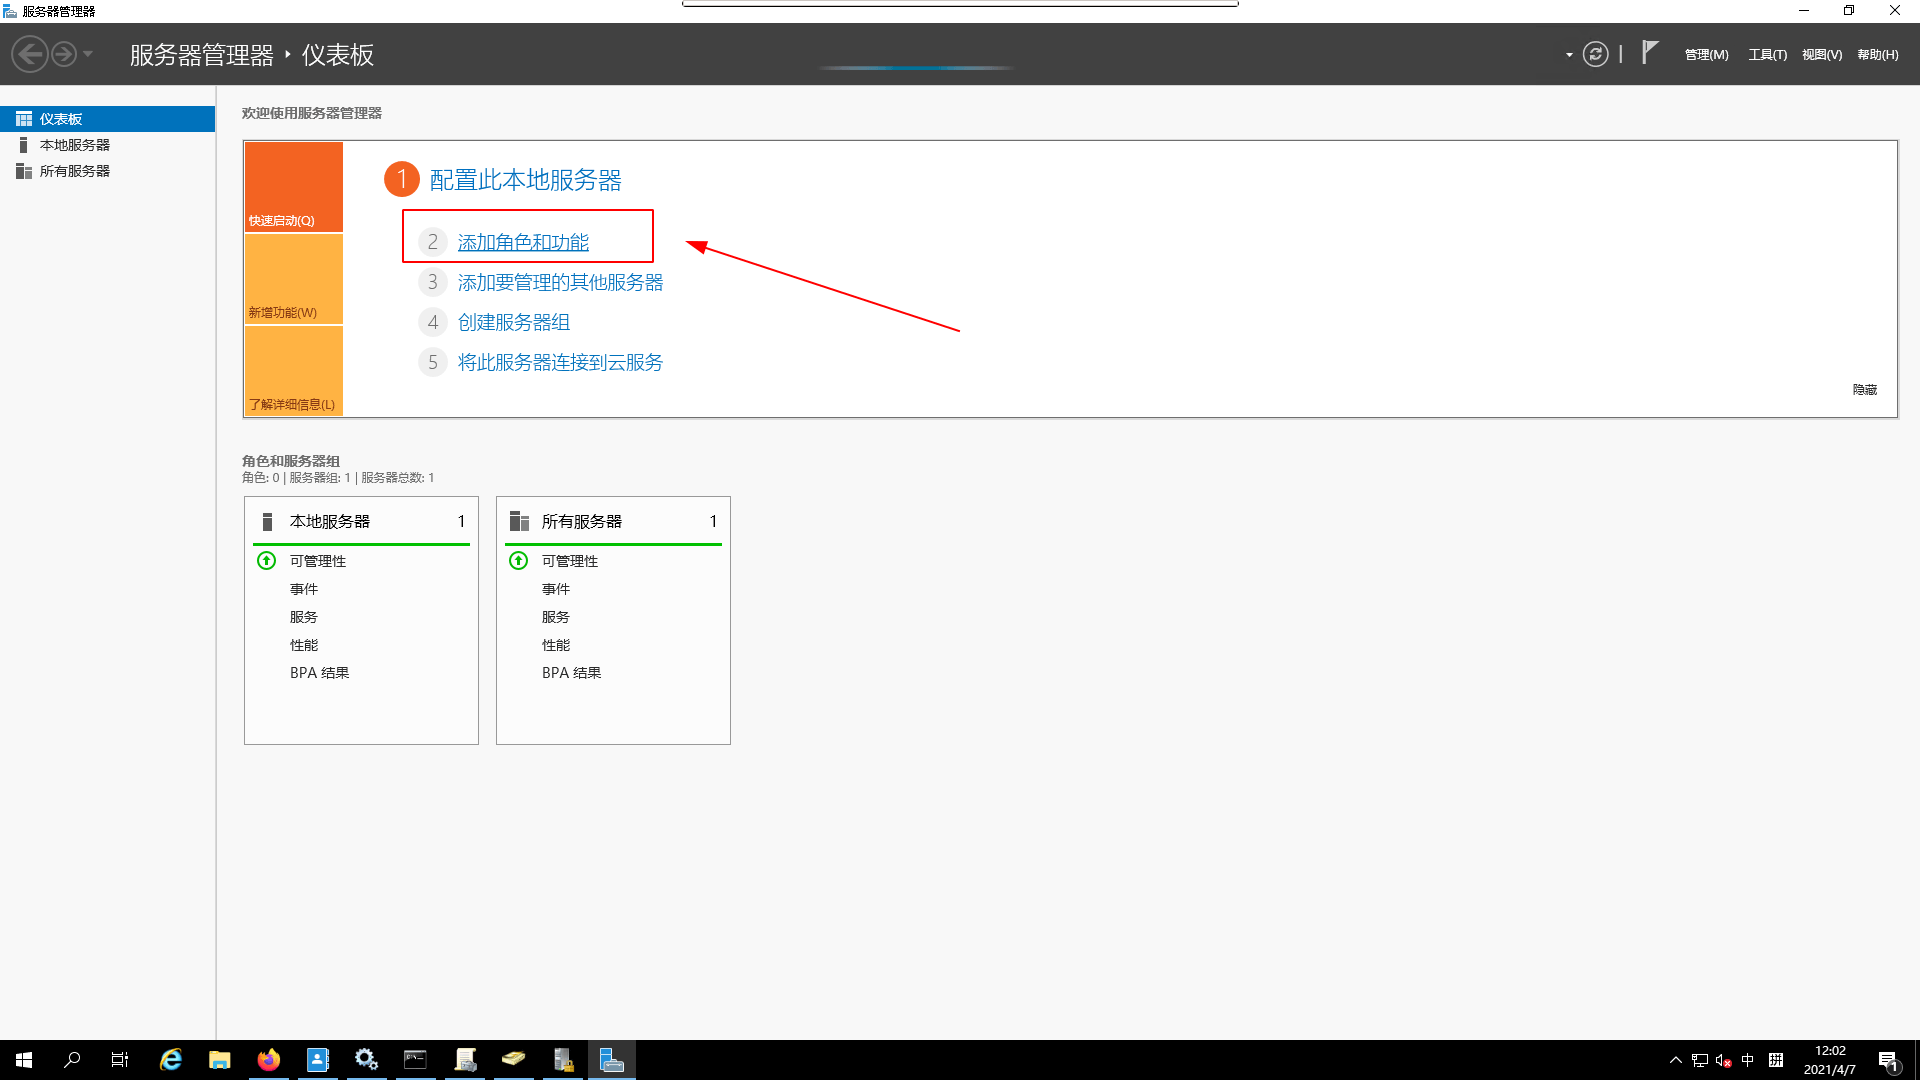 服务器管理器
服务器管理器 ‣ 仪表板
管理(M) 工具(T) 视图(V) 帮助(H)
仪表板
本地服务器
所有服务器
欢迎使用服务器管理器
快速启动(Q)
新增功能(W)
了解详细信息(L)
1 配置此本地服务器
2 添加角色和功能
3 添加要管理的其他服务器
4 创建服务器组
5 将此服务器连接到云服务
隐藏
角色和服务器组
角色: 0 | 服务器组: 1 | 服务器总数: 1
本地服务器 1
可管理性
事件
服务
性能
BPA 结果
所有服务器 1
可管理性
事件
服务
性能
BPA 结果
中 拼
12:02
2021/4/7
1